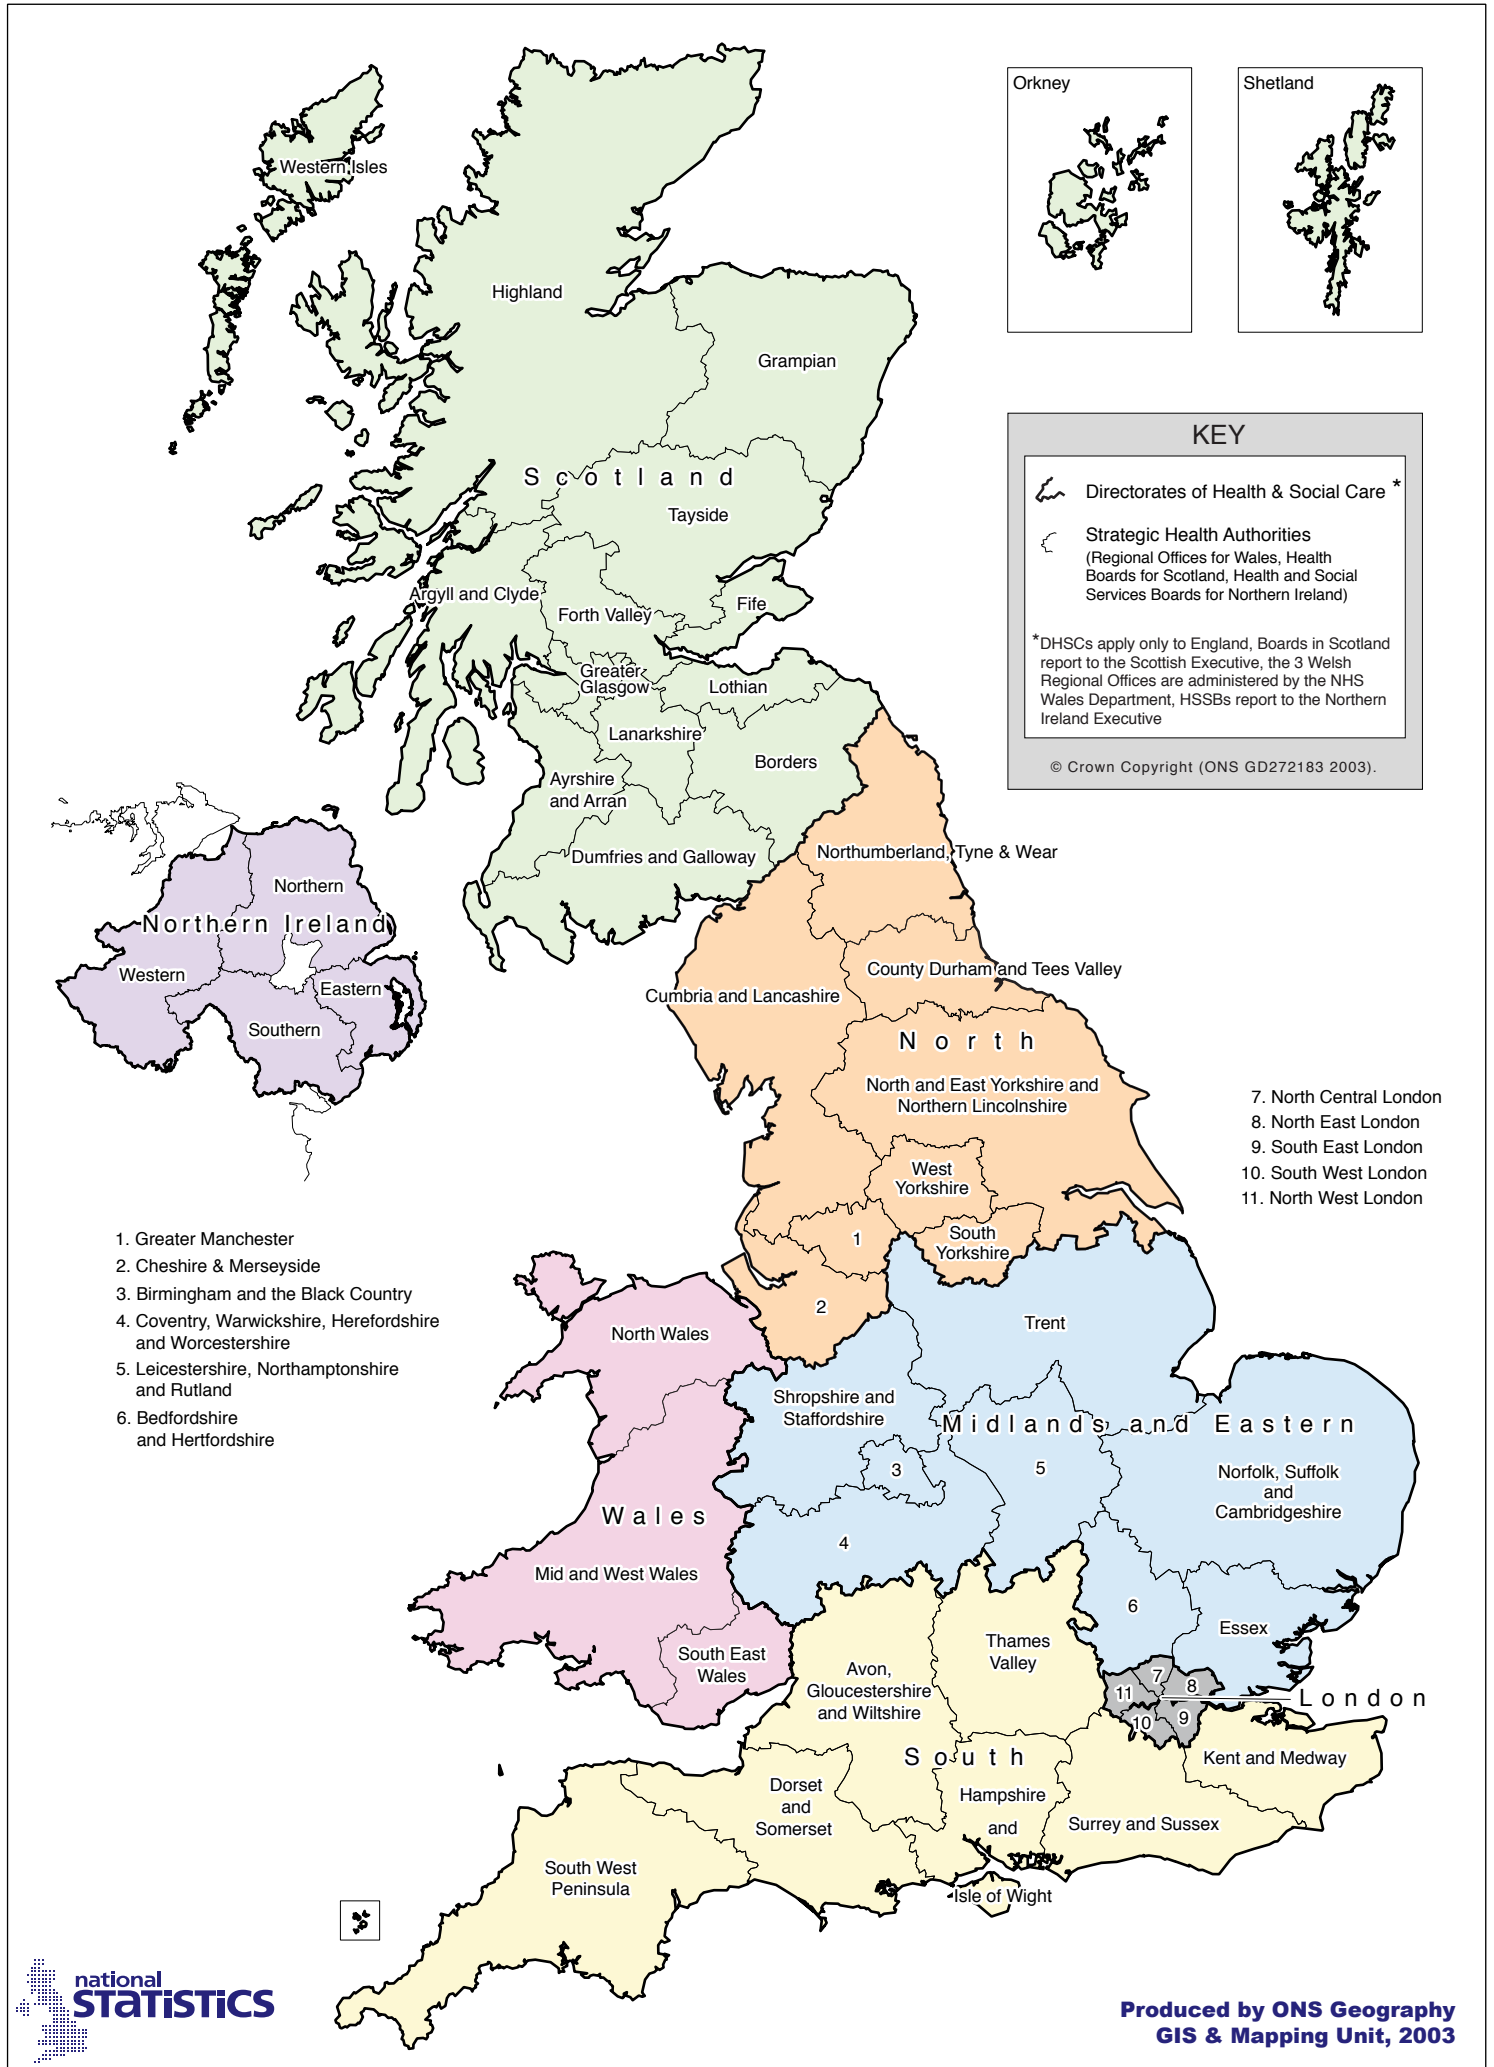 Orkney
Shetland
Western Isles
Highland
Grampian
Scotland
Tayside
Argyll and Clyde
Forth Valley
Fife
Greater
Glasgow
Lothian
Lanarkshire
Borders
Ayrshire
and Arran
Dumfries and Galloway
KEY
Directorates of Health & Social Care *
Strategic Health Authorities
(Regional Offices for Wales, Health
Boards for Scotland, Health and Social
Services Boards for Northern Ireland)
*DHSCs apply only to England, Boards in Scotland
report to the Scottish Executive, the 3 Welsh
Regional Offices are administered by the NHS
Wales Department, HSSBs report to the Northern
Ireland Executive
© Crown Copyright (ONS GD272183 2003).
Northern
Northern Ireland
Western
Eastern
Southern
Northumberland, Tyne & Wear
County Durham and Tees Valley
Cumbria and Lancashire
North
North and East Yorkshire and
Northern Lincolnshire
West
Yorkshire
South
Yorkshire
1
2
7. North Central London
8. North East London
9. South East London
10. South West London
11. North West London
1. Greater Manchester
2. Cheshire & Merseyside
3. Birmingham and the Black Country
4. Coventry, Warwickshire, Herefordshire
and Worcestershire
5. Leicestershire, Northamptonshire
and Rutland
6. Bedfordshire
and Hertfordshire
North Wales
Wales
Mid and West Wales
South East
Wales
Trent
Shropshire and
Staffordshire
Midlands and Eastern
3
5
Norfolk, Suffolk
and
Cambridgeshire
4
6
Essex
Thames
Valley
Avon,
Gloucestershire
and Wiltshire
7
8
11
London
10
9
South
Kent and Medway
Dorset
and
Somerset
Hampshire
and
Isle of Wight
Surrey and Sussex
South West
Peninsula
national
STATISTICS
Produced by ONS Geography
GIS & Mapping Unit, 2003